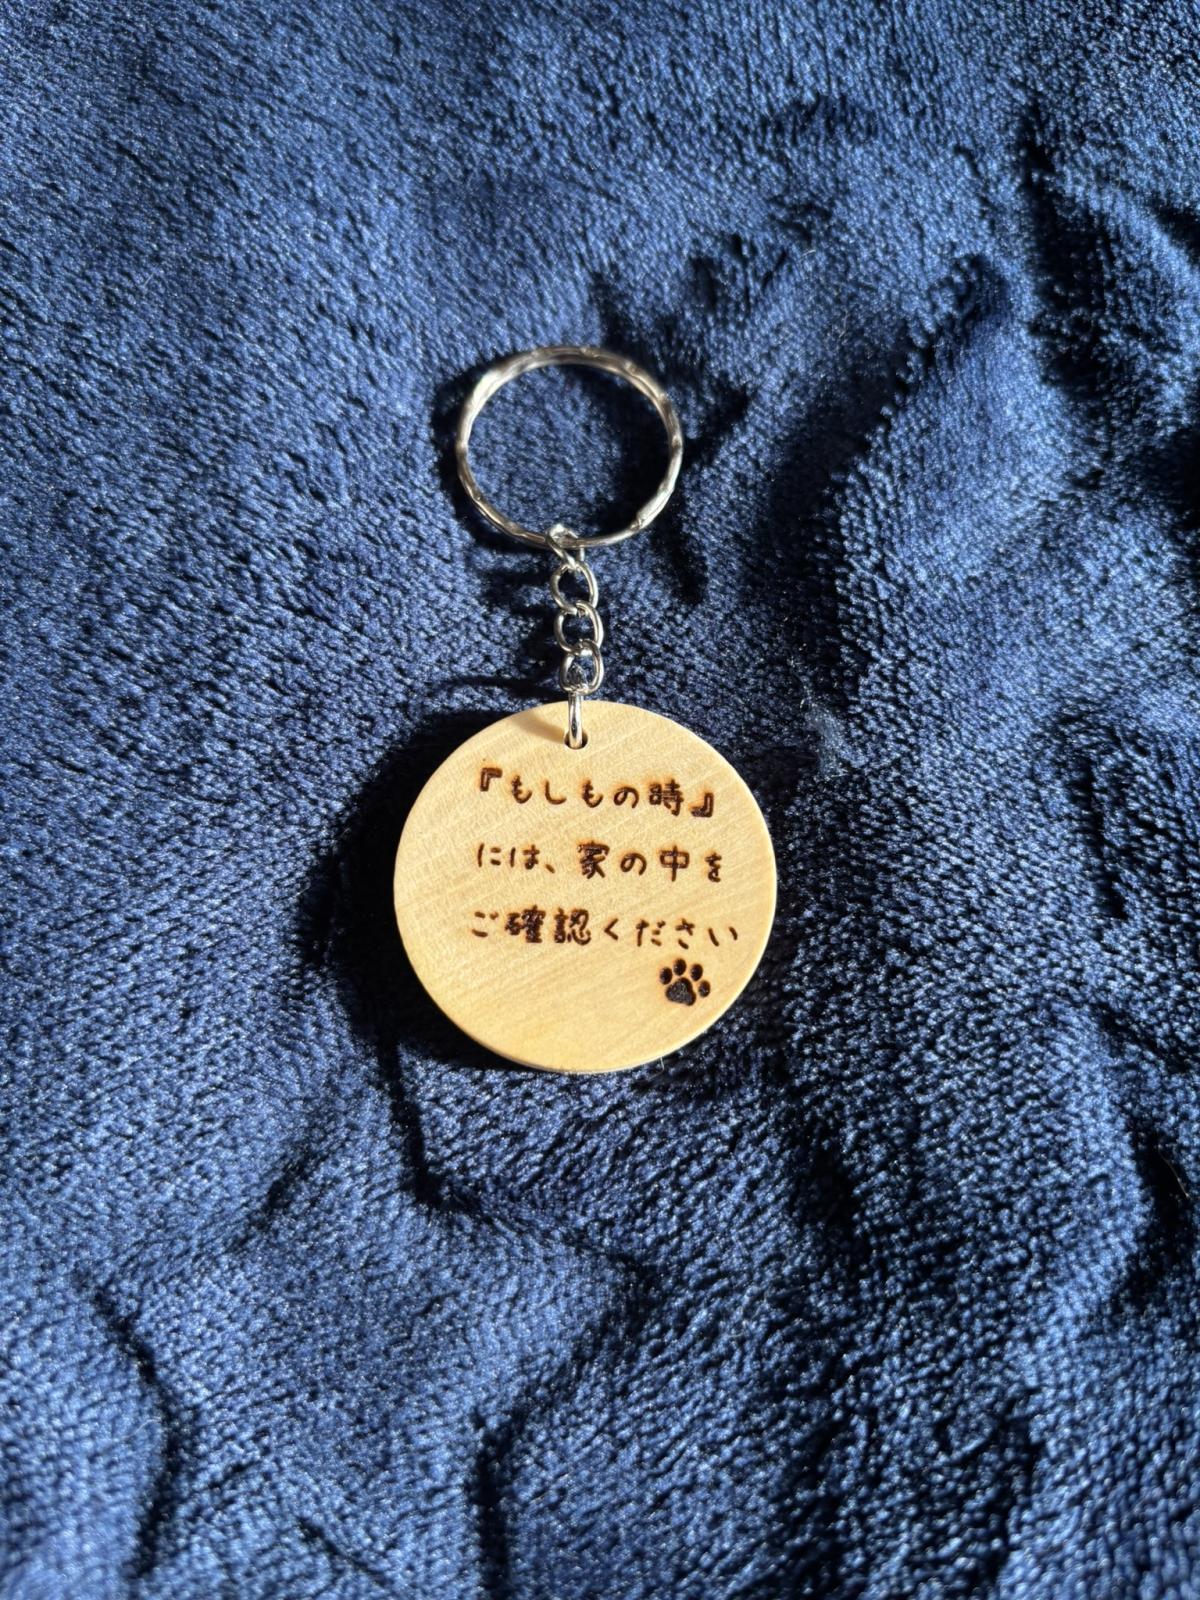 『もしもの時』
には、家の中を
ご確認ください